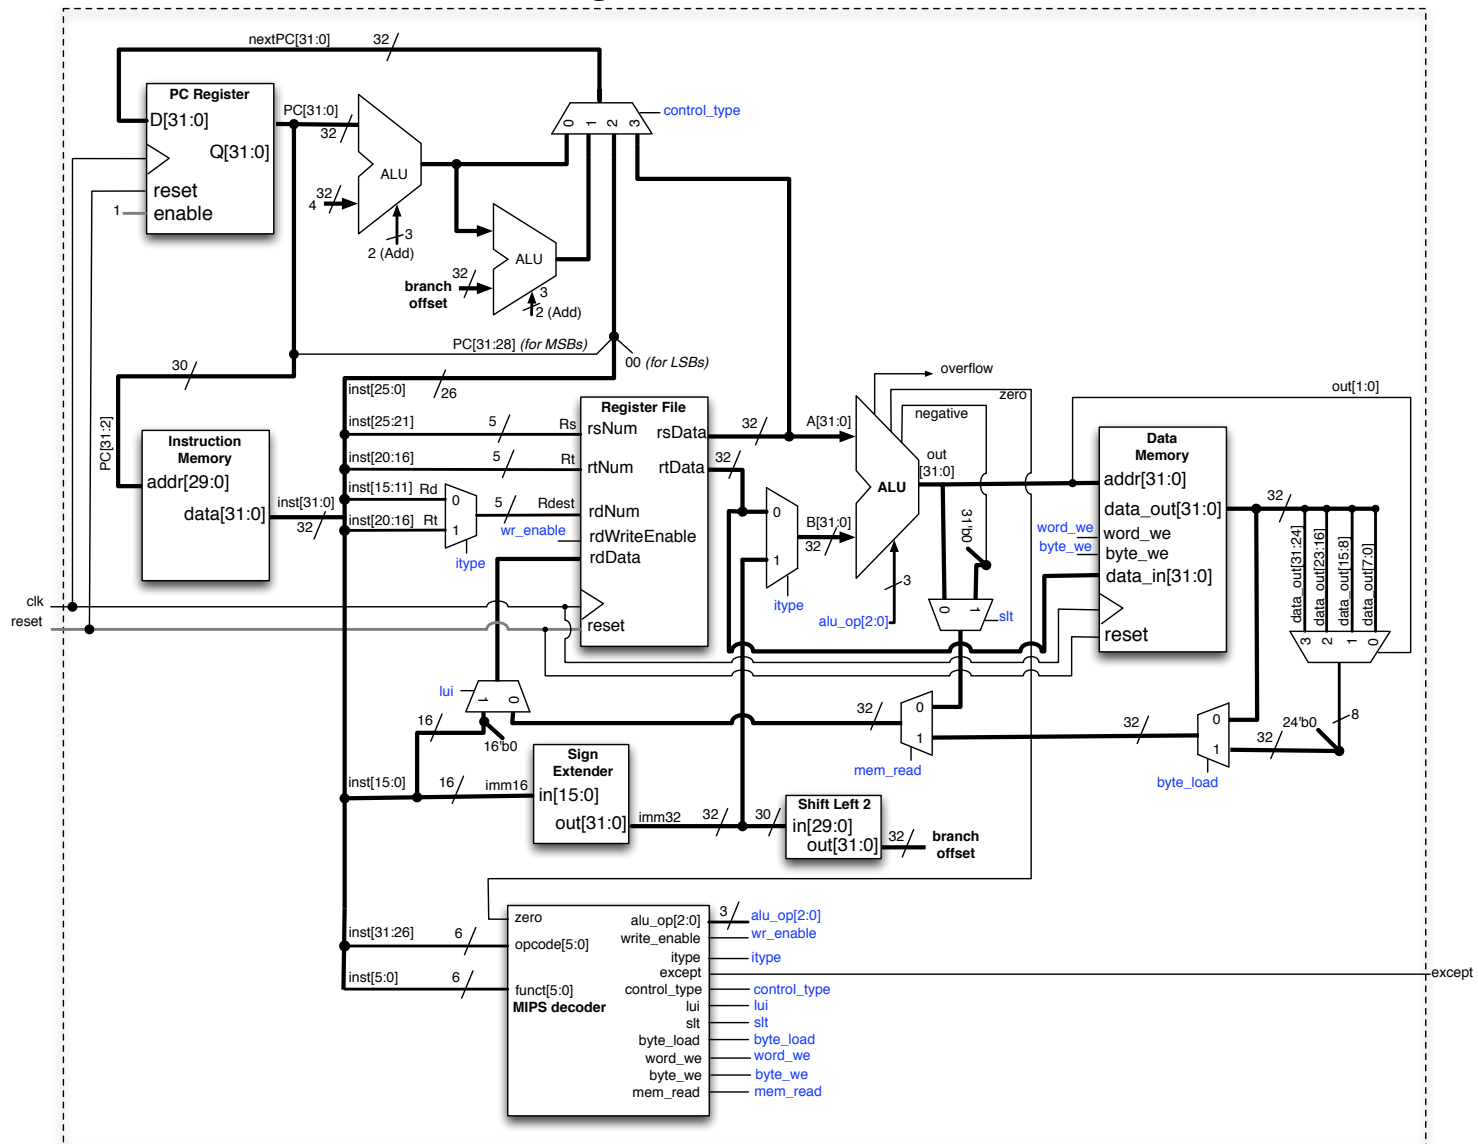 nextPC[31:0]
32
PC Register
D[31:0]
Q[31:0]
reset
enable
1
PC[31:0]
32
32
4
ALU
3
2 (Add)
0
1
2
3
control_type
ALU
32
branch
offset
3
2 (Add)
PC[31:28] (for MSBs)
00 (for LSBs)
30
PC[31:2]
inst[25:0]
26
Instruction
Memory
addr[29:0]
data[31:0]
inst[31:0]
32
inst[25:21]
5
Rs
inst[20:16]
5
Rt
inst[15:11]
Rd
0
inst[20:16]
Rt
1
5
Rdest
itype
wr_enable
Register File
rsNum
rsData
rtNum
rtData
rdNum
rdWriteEnable
rdData
reset
32
32
0
1
itype
A[31:0]
B[31:0]
32
ALU
overflow
zero
negative
out
[31:0]
3
alu_op[2:0]
31'b0
0
1
slt
out[1:0]
Data
Memory
addr[31:0]
data_out[31:0]
word_we
word_we
byte_we
byte_we
data_in[31:0]
reset
32
data_out[31:24]
data_out[23:16]
data_out[15:8]
data_out[7:0]
3
2
1
0
clk
reset
lui
1
0
16
16'b0
32
0
1
mem_read
32
0
1
byte_load
32
24'b0
8
inst[15:0]
16
imm16
Sign
Extender
in[15:0]
out[31:0]
imm32
32
30
Shift Left 2
in[29:0]
out[31:0]
32
branch
offset
inst[31:26]
6
inst[5:0]
6
zero
opcode[5:0]
funct[5:0]
MIPS decoder
alu_op[2:0]
3
alu_op[2:0]
write_enable
wr_enable
itype
itype
except
except
control_type
control_type
lui
lui
slt
slt
byte_load
byte_load
word_we
word_we
byte_we
byte_we
mem_read
mem_read